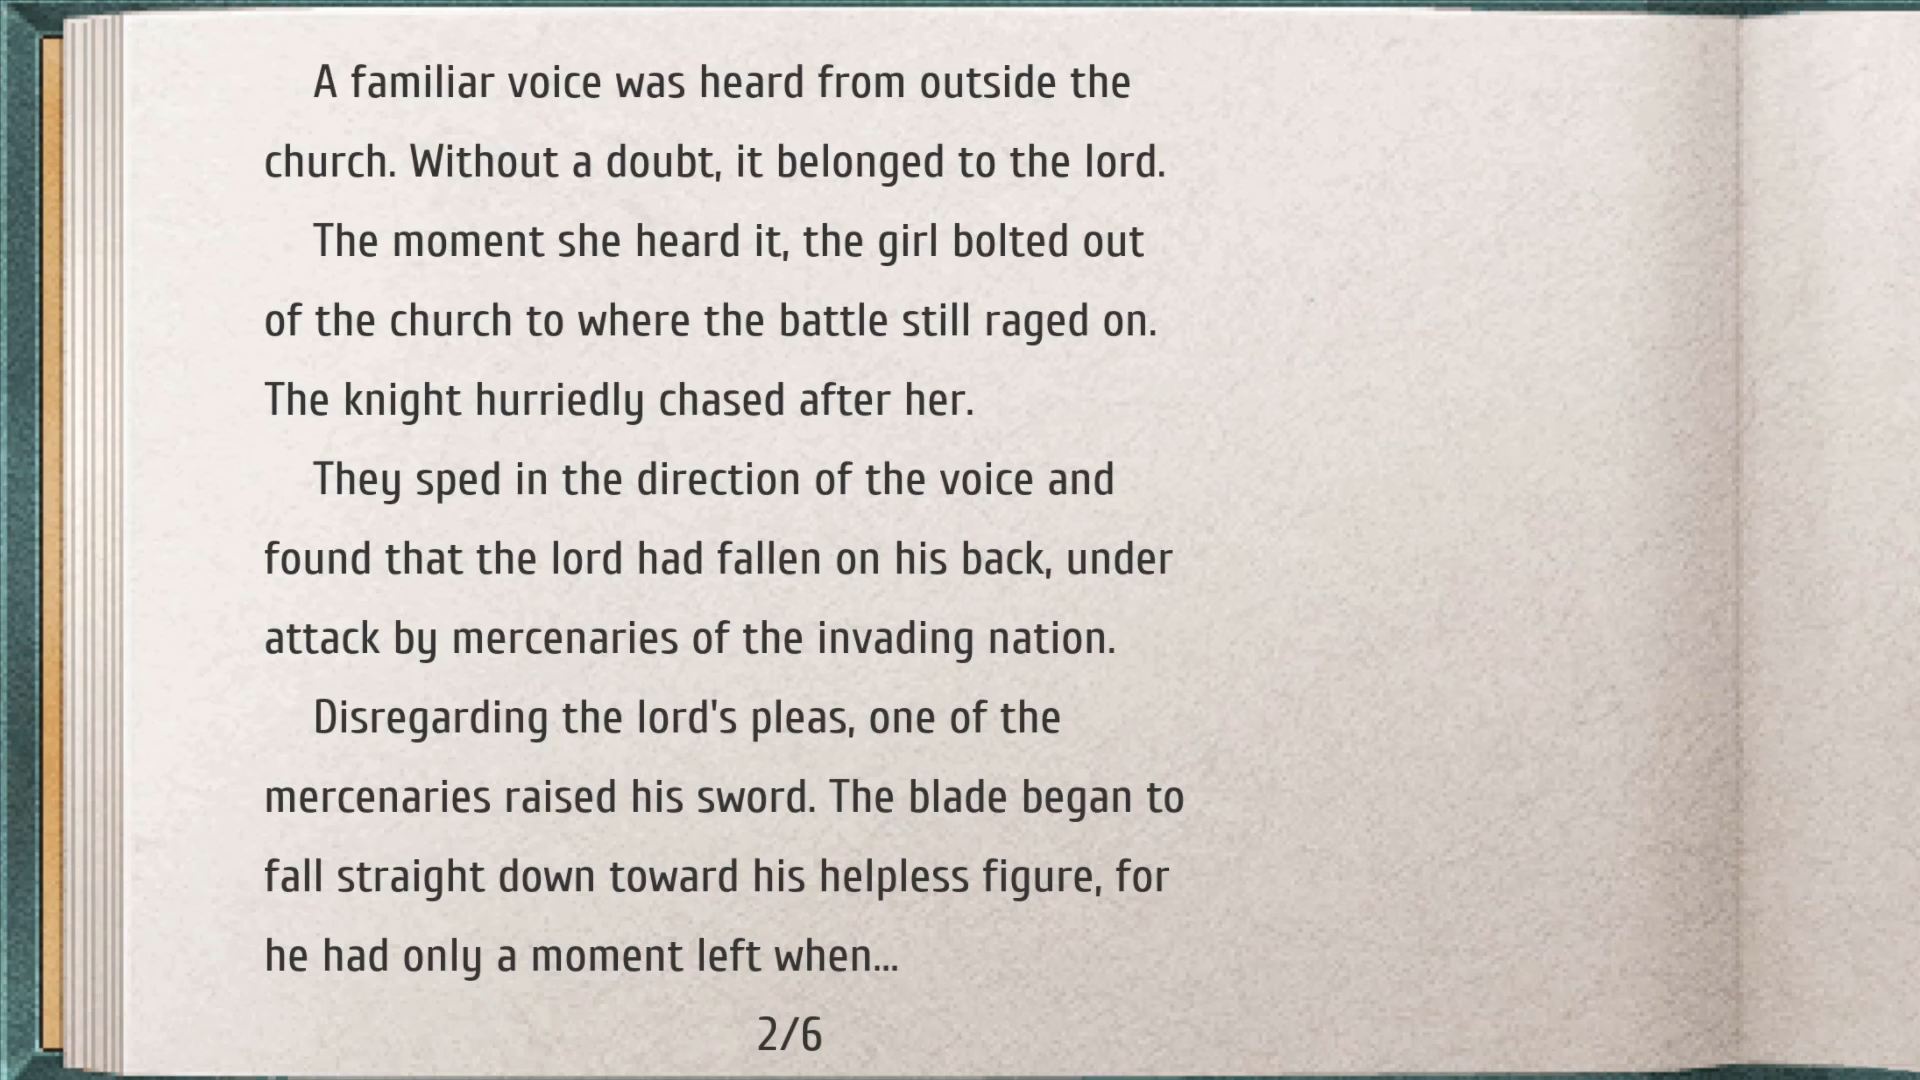 A familiar voice was heard from outside the
church. Without a doubt, it belonged to the lord.
The moment she heard it, the girl bolted out
of the church to where the battle still raged on.
The knight hurriedly chased after her.
They sped in the direction of the voice and
found that the lord had fallen on his back, under
attack by mercenaries of the invading nation.
Disregarding the lord's pleas, one of the
mercenaries raised his sword. The blade began to
fall straight down toward his helpless figure, for
he had only a moment left when...
2/6